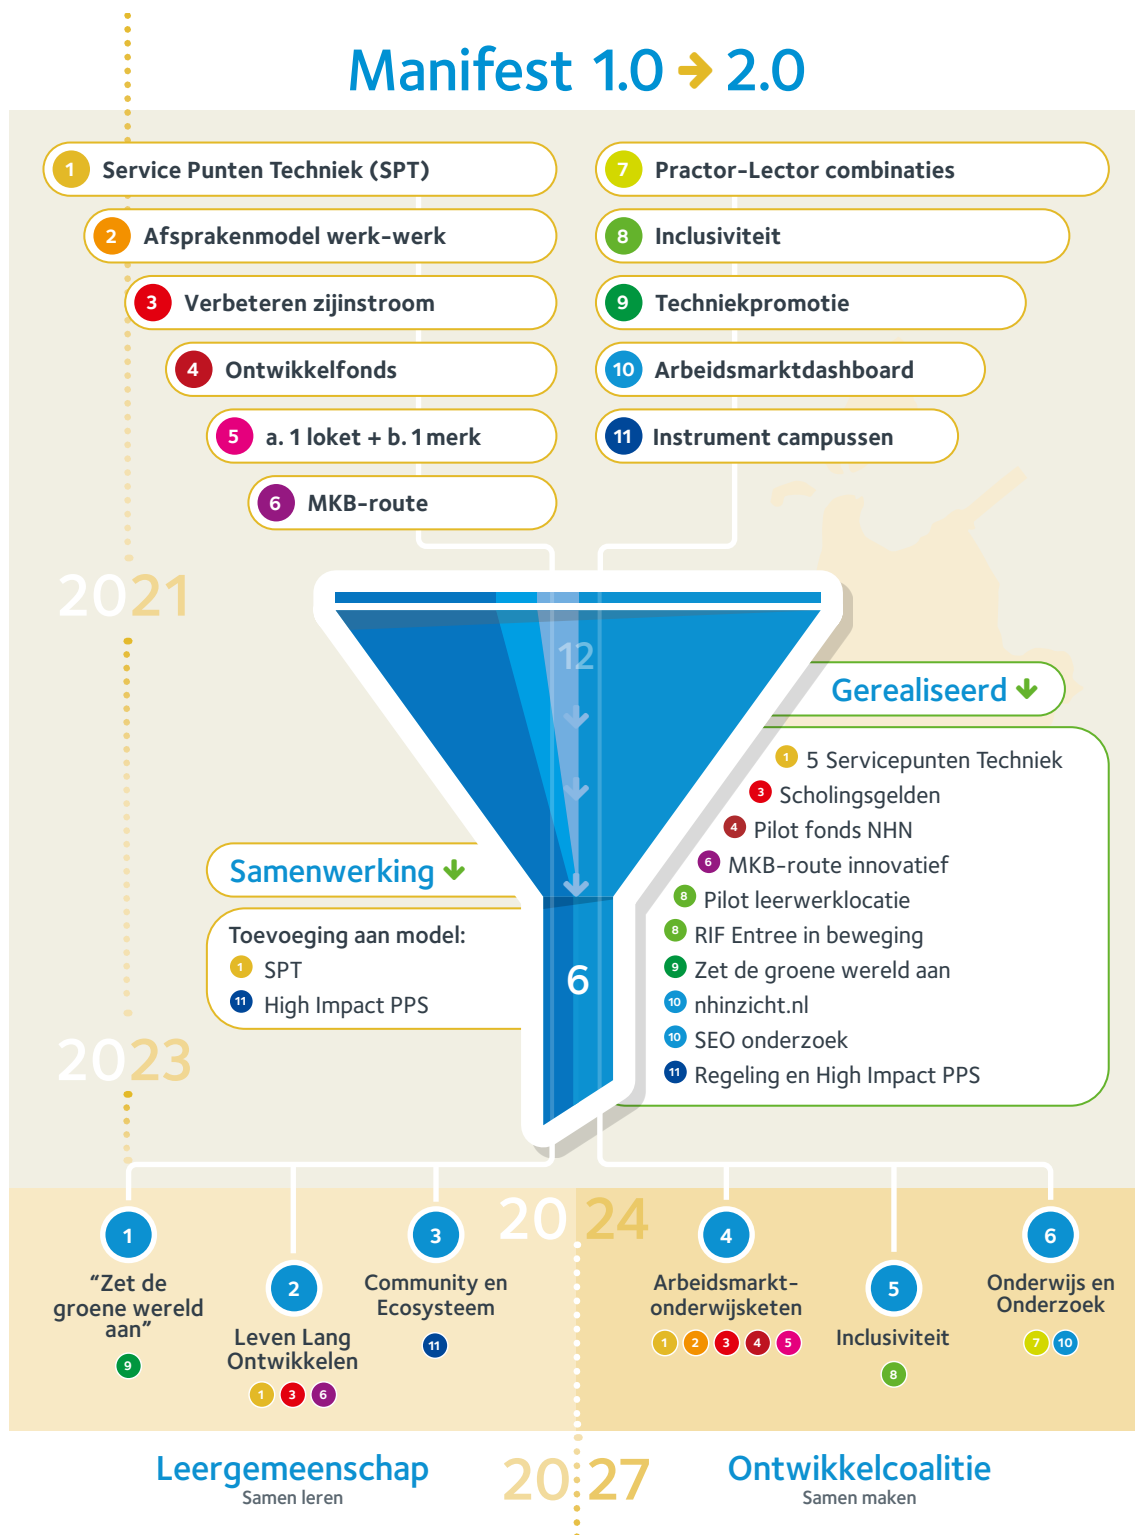 Manifest 1.0 → 2.0
1 Service Punten Techniek (SPT)
2 Afsprakenmodel werk-werk
3 Verbeteren zijinstroom
4 Ontwikkelfonds
5 a. 1 loket + b. 1 merk
6 MKB-route
7 Practor-Lector combinaties
8 Inclusiviteit
9 Techniekpromotie
10 Arbeidsmarktdashboard
11 Instrument campussen
2021
12
6
Gerealiseerd
1 5 Servicepunten Techniek
3 Scholingsgelden
4 Pilot fonds NHN
6 MKB-route innovatief
8 Pilot leerwerklocatie
8 RIF Entree in beweging
9 Zet de groene wereld aan
10 nhinzicht.nl
10 SEO onderzoek
11 Regeling en High Impact PPS
Samenwerking
Toevoeging aan model:
1 SPT
11 High Impact PPS
2023
2024
1
“Zet de
groene wereld
aan”
9
2
Leven Lang
Ontwikkelen
1 3 6
3
Community en
Ecosysteem
11
4
Arbeidsmarkt-
onderwijsketen
1 2 3 4 5
5
Inclusiviteit
8
6
Onderwijs en
Onderzoek
7 10
Leergemeenschap
Samen leren
2027
Ontwikkelcoalitie
Samen maken